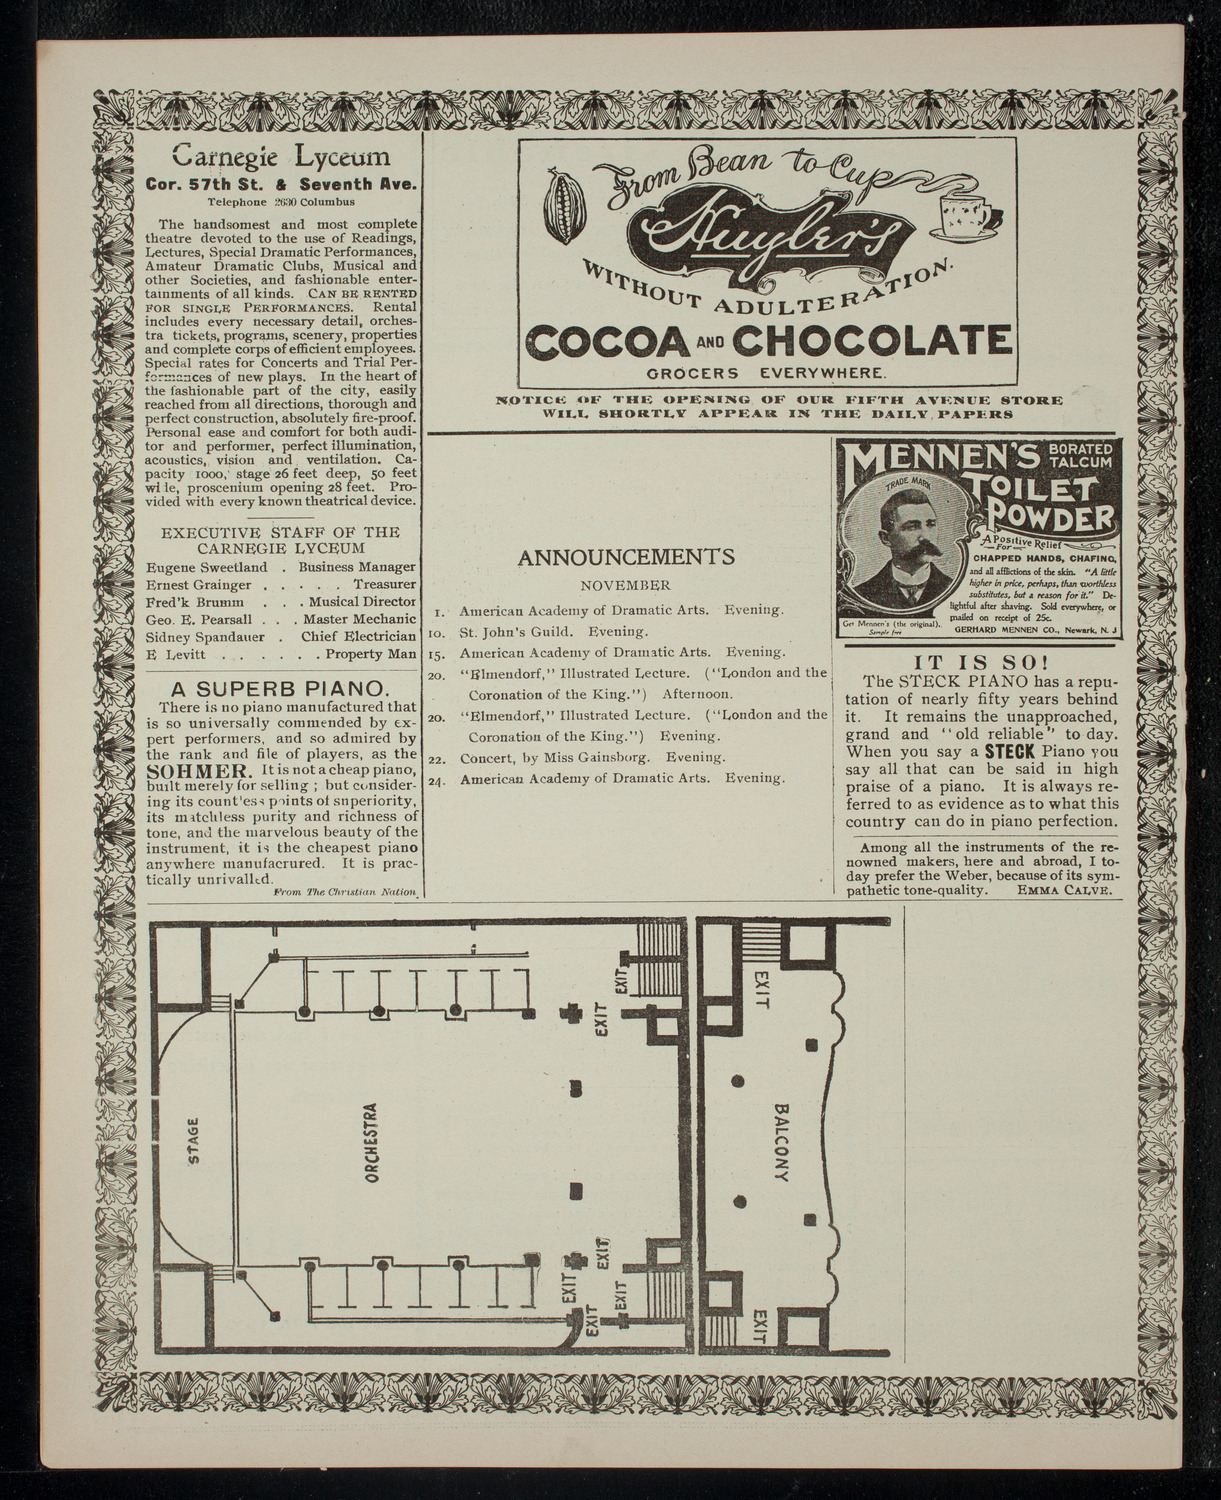 Carnegie Lyceum
Cor. 57th St. & Seventh Ave.
Telephone 2630 Columbus
The handsomest and most complete
theatre devoted to the use of Readings,
Lectures, Special Dramatic Performances,
Amateur Dramatic Clubs, Musical and
other Societies, and fashionable enter-
tainments of all kinds. CAN BE RENTED
FOR SINGLE PERFORMANCES. Rental
includes every necessary detail, orches-
tra tickets, programs, scenery, properties
and complete corps of efficient employees.
Special rates for Concerts and Trial Per-
formances of new plays. In the heart of
the fashionable part of the city, easily
reached from all directions, thorough and
perfect construction, absolutely fire-proof.
Personal ease and comfort for both audi-
tor and performer, perfect illumination,
acoustics, vision and ventilation. Ca-
pacity 1000, stage 26 feet deep, 50 feet
wide, proscenium opening 28 feet. Pro-
vided with every known theatrical device.
EXECUTIVE STAFF OF THE
CARNEGIE LYCEUM
Eugene Sweetland . Business Manager
Ernest Grainger . . . . Treasurer
Fred'k Brumm . . . Musical Director
Geo. E. Pearsall . . . Master Mechanic
Sidney Spandauer . Chief Electrician
E Levitt . . . . . . . Property Man
A SUPERB PIANO.
There is no piano manufactured that
is so universally commended by ex-
pert performers, and so admired by
the rank and file of players, as the
SOHMER. It is not a cheap piano,
built merely for selling ; but consider-
ing its countless points of superiority,
its matchless purity and richness of
tone, and the marvelous beauty of the
instrument, it is the cheapest piano
anywhere manufacrured. It is prac-
tically unrivalled.
From The Christian Nation.
From Bean to Cup
Huyler's
WITHOUT ADULTERATION.
COCOA AND CHOCOLATE
GROCERS EVERYWHERE.
NOTICE OF THE OPENING OF OUR FIFTH AVENUE STORE
WILL SHORTLY APPEAR IN THE DAILY PAPERS
ANNOUNCEMENTS
NOVEMBER
1. American Academy of Dramatic Arts. Evening.
10. St. John's Guild. Evening.
15. American Academy of Dramatic Arts. Evening.
20. "Elmendorf," Illustrated Lecture. ("London and the
Coronation of the King.") Afternoon.
20. "Elmendorf," Illustrated Lecture. ("London and the
Coronation of the King.") Evening.
22. Concert, by Miss Gainsborg. Evening.
24. American Academy of Dramatic Arts. Evening.
MENNEN'S BORATED
TALCUM
TOILET
POWDER
TRADE MARK
A Positive Relief
For
CHAPPED HANDS, CHAFING,
and all afflictions of the skin. "A little
higher in price, perhaps, than worthless
substitutes, but a reason for it." De-
lightful after shaving. Sold everywhere, or
mailed on receipt of 25c.
Get Mennen's (the original).
Sample free
GERHARD MENNEN CO., Newark, N. J
IT IS SO!
The STECK PIANO has a repu-
tation of nearly fifty years behind
it. It remains the unapproached,
grand and "old reliable" to day.
When you say a STECK Piano you
say all that can be said in high
praise of a piano. It is always re-
ferred to as evidence as to what this
country can do in piano perfection.
Among all the instruments of the re-
nowned makers, here and abroad, I to-
day prefer the Weber, because of its sym-
pathetic tone-quality. EMMA CALVE.
STAGE
ORCHESTRA
EXIT
EXIT
EXIT
EXIT
EXIT
EXIT
EXIT
BALCONY
EXIT